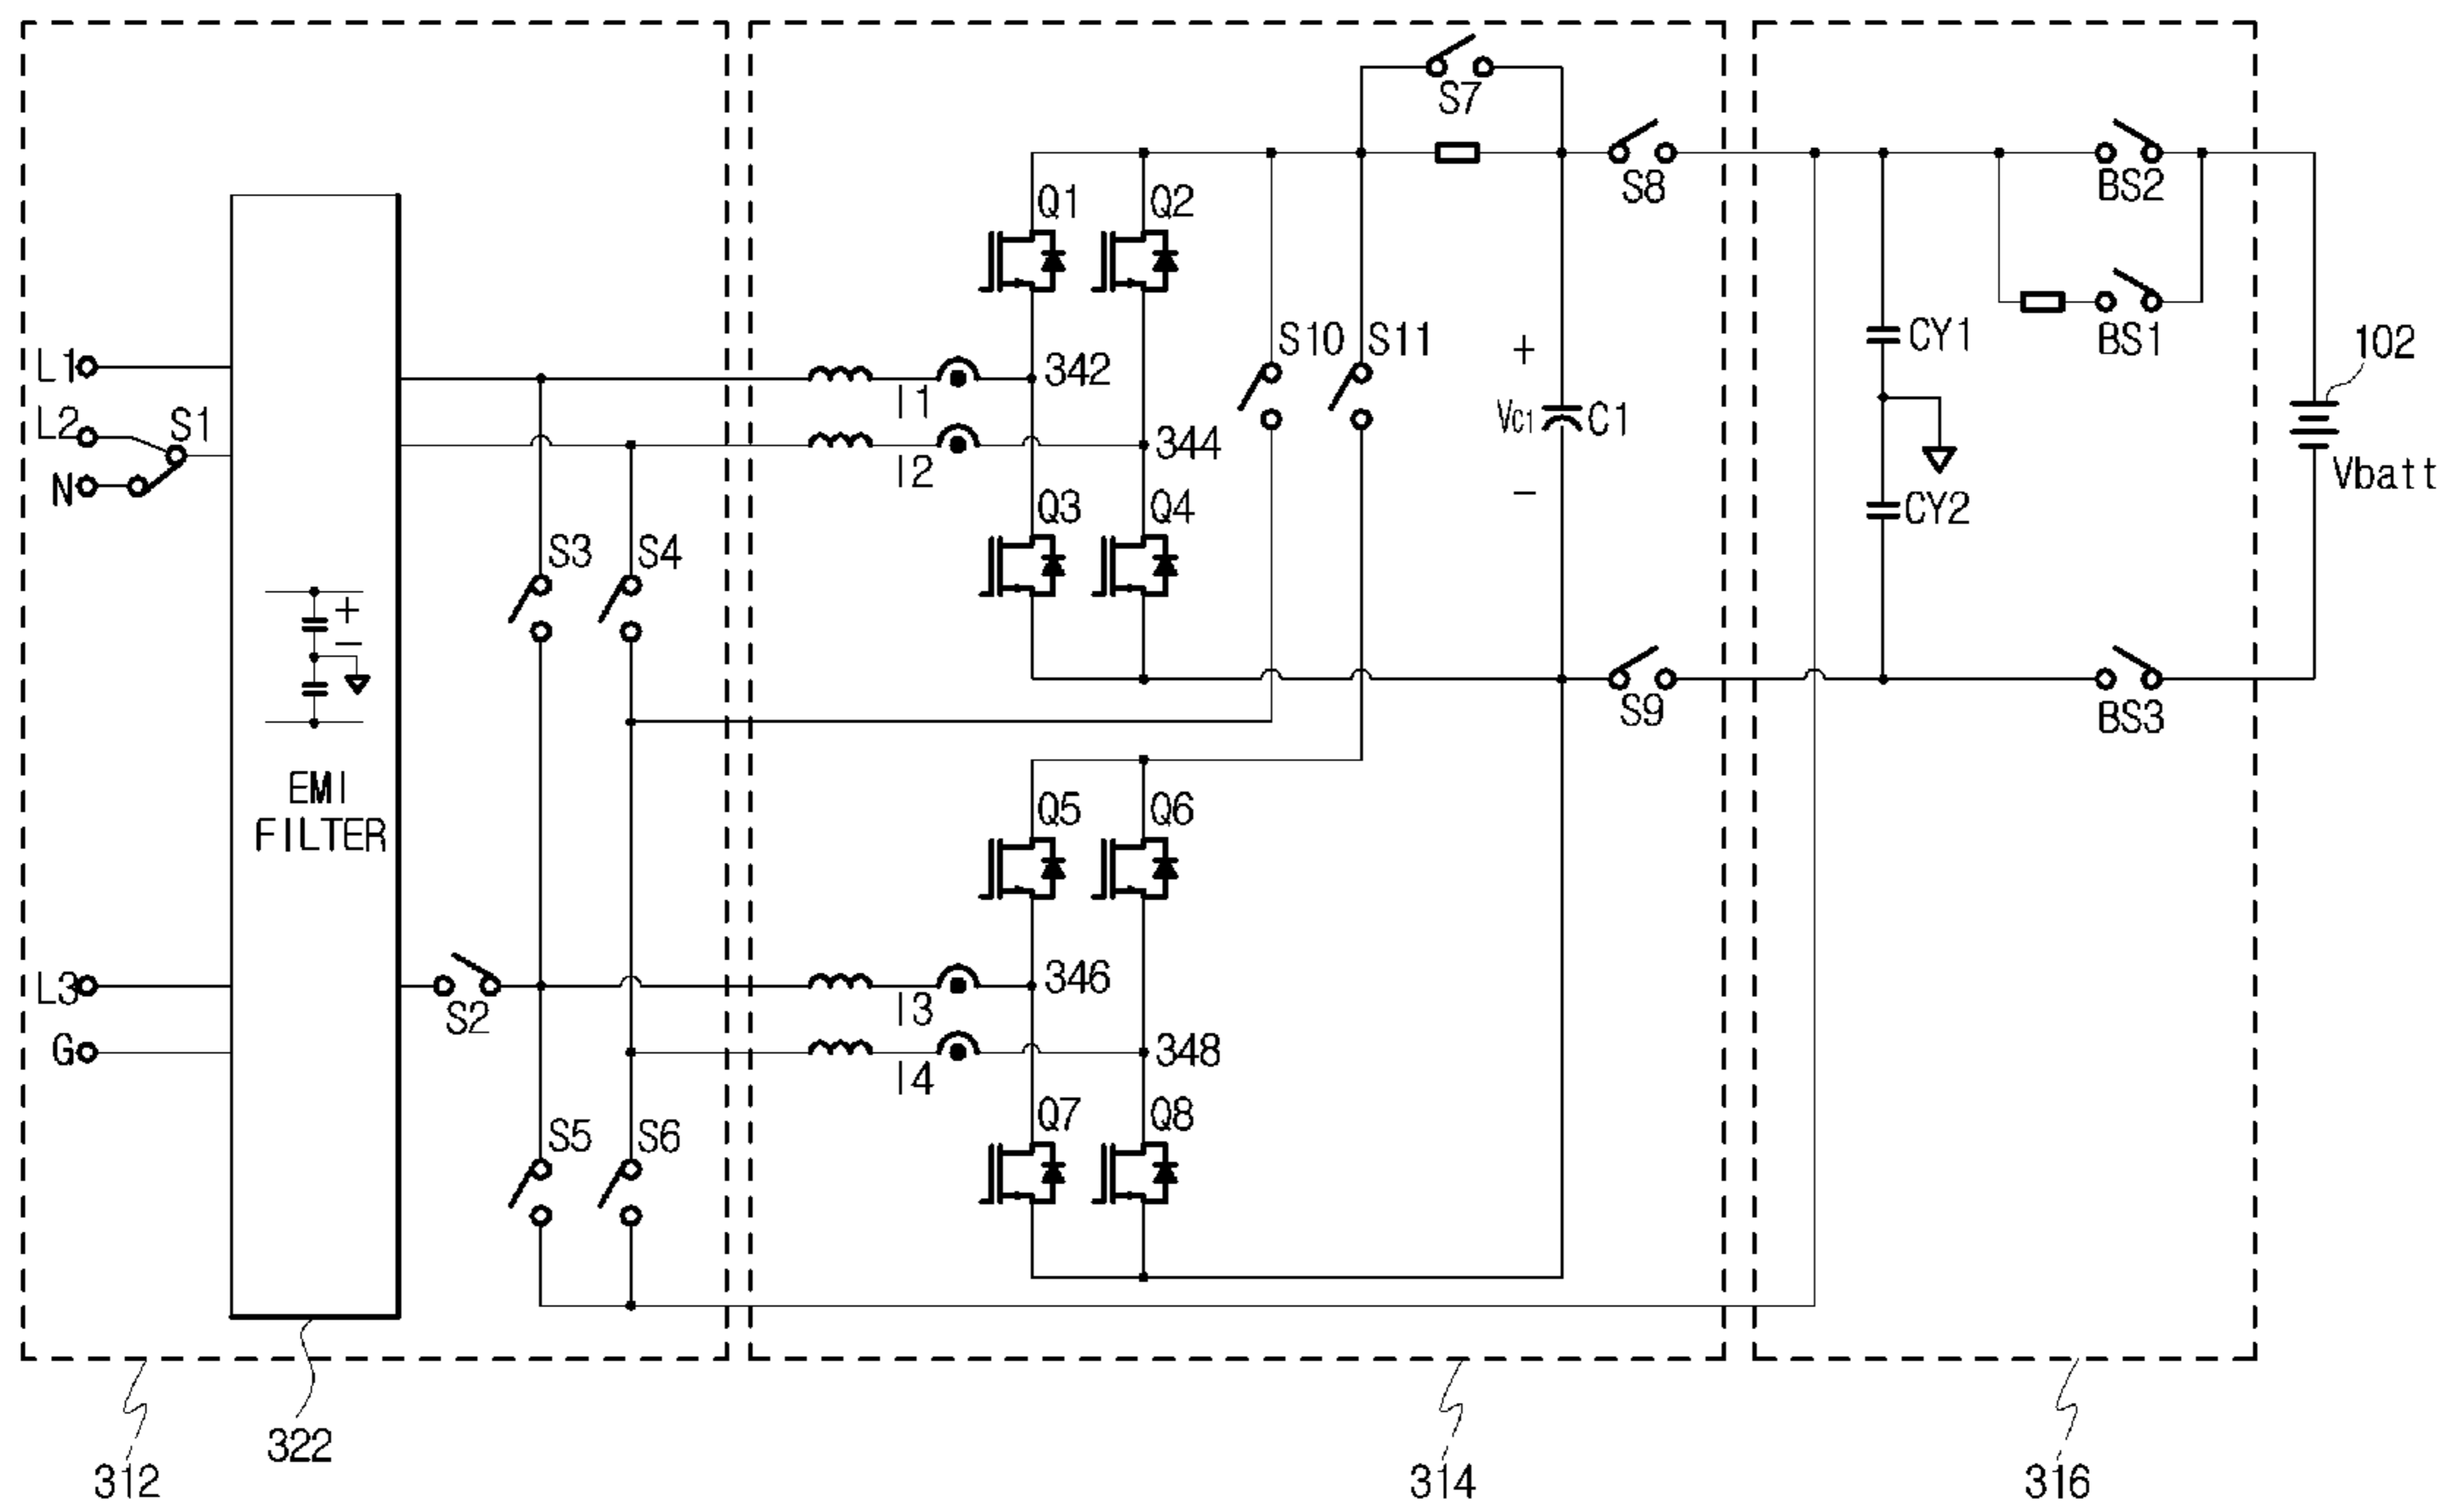 S7
S8
BS2
Q1
Q2
S10
S11
BS1
CY1
102
L1
L2
S1
N
I1
342
I2
344
+
VC1
C1
−
Vbatt
S3
S4
Q3
Q4
CY2
+
−
S9
BS3
EMI
FILTER
Q5
Q6
L3
S2
I3
346
G
I4
348
S5
S6
Q7
Q8
322
312
314
316